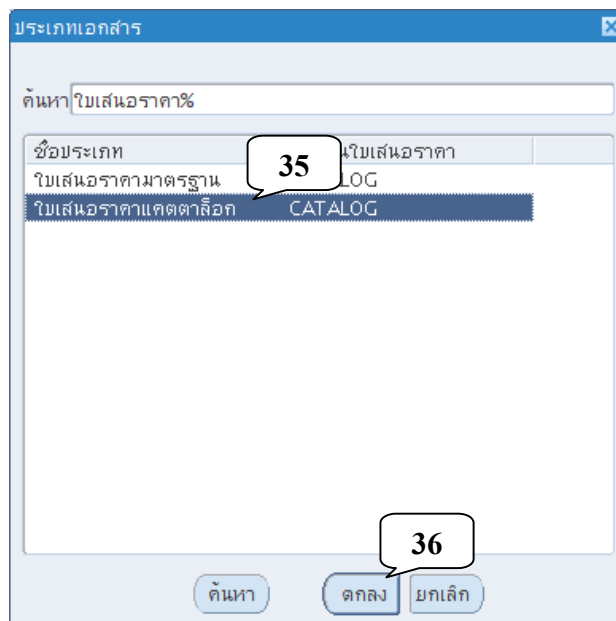 ประเภทเอกสาร
ค้นหา ใบเสนอราคา%
ชื่อประเภท นใบเสนอราคา
35
ใบเสนอราคามาตรฐาน LOG
ใบเสนอราคาแคตตาล็อก CATALOG
36
ค้นหา ตกลง ยกเลิก